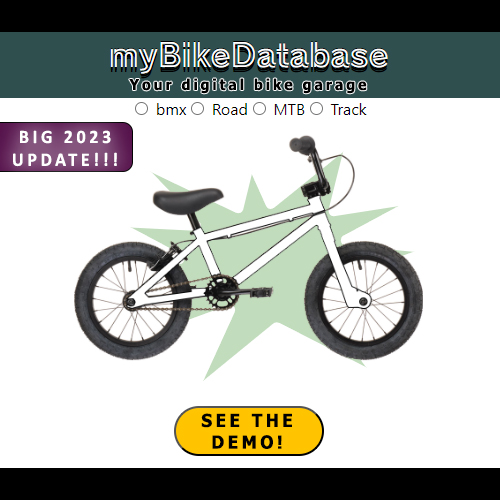 myBikeDatabase
Your digital bike garage
bmx Road MTB Track
BIG 2023
UPDATE!!!
SEE THE
DEMO!